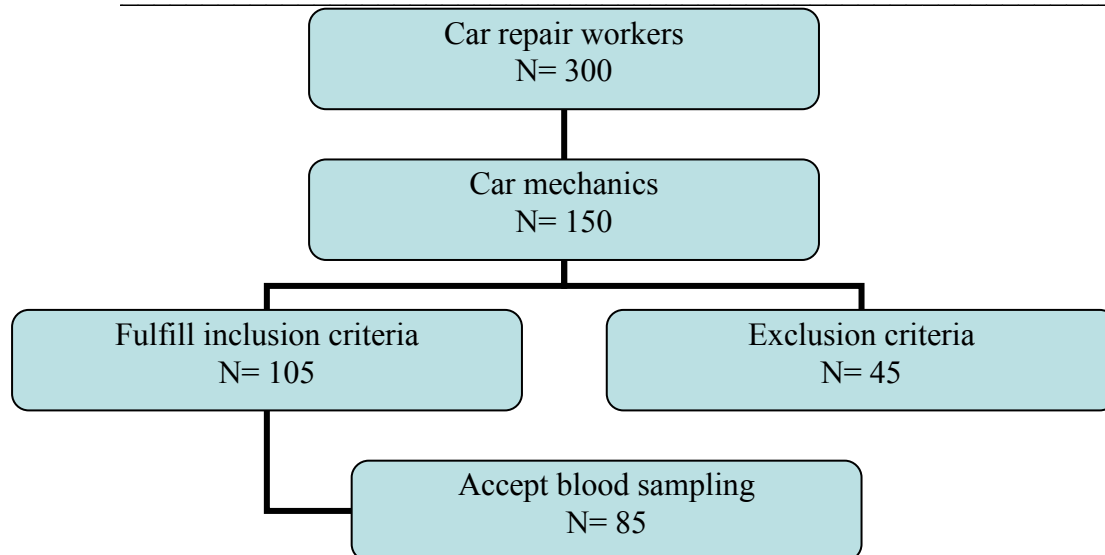 Car repair workers
N= 300
Car mechanics
N= 150
Fulfill inclusion criteria
N= 105
Exclusion criteria
N= 45
Accept blood sampling
N= 85